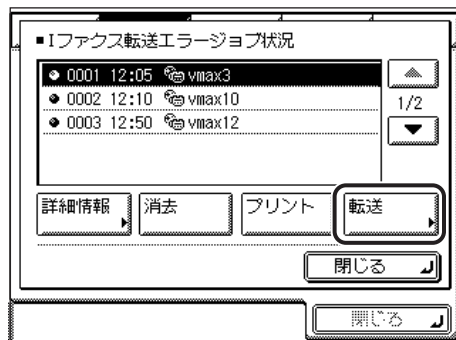 ■Iファクス転送エラージョブ状況
0001 12:05 vmax3
0002 12:10 vmax10
0003 12:50 vmax12
1/2
詳細情報 消去 プリント 転送
閉じる
閉じる